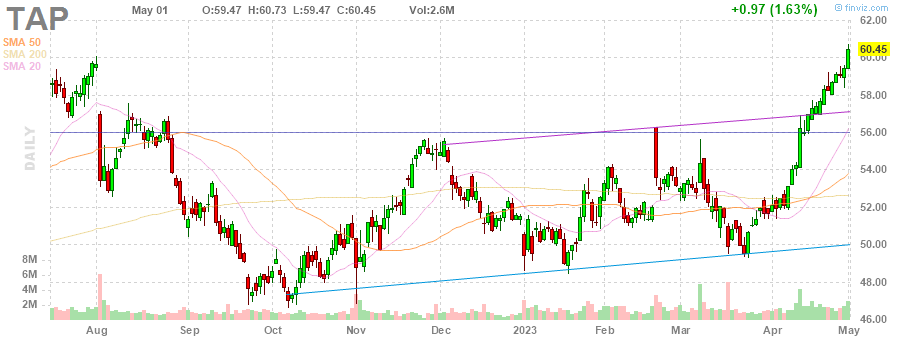 TAP May 01 O:59.47 H:60.73 L:59.47 C:60.45 Vol:2.6M +0.97 (1.63%) © finviz.com
SMA 50
SMA 200
SMA 20
DAILY
62.00
60.45
60.00
58.00
56.00
54.00
52.00
50.00
48.00
46.00
8M
6M
4M
2M
Aug Sep Oct Nov Dec 2023 Feb Mar Apr May